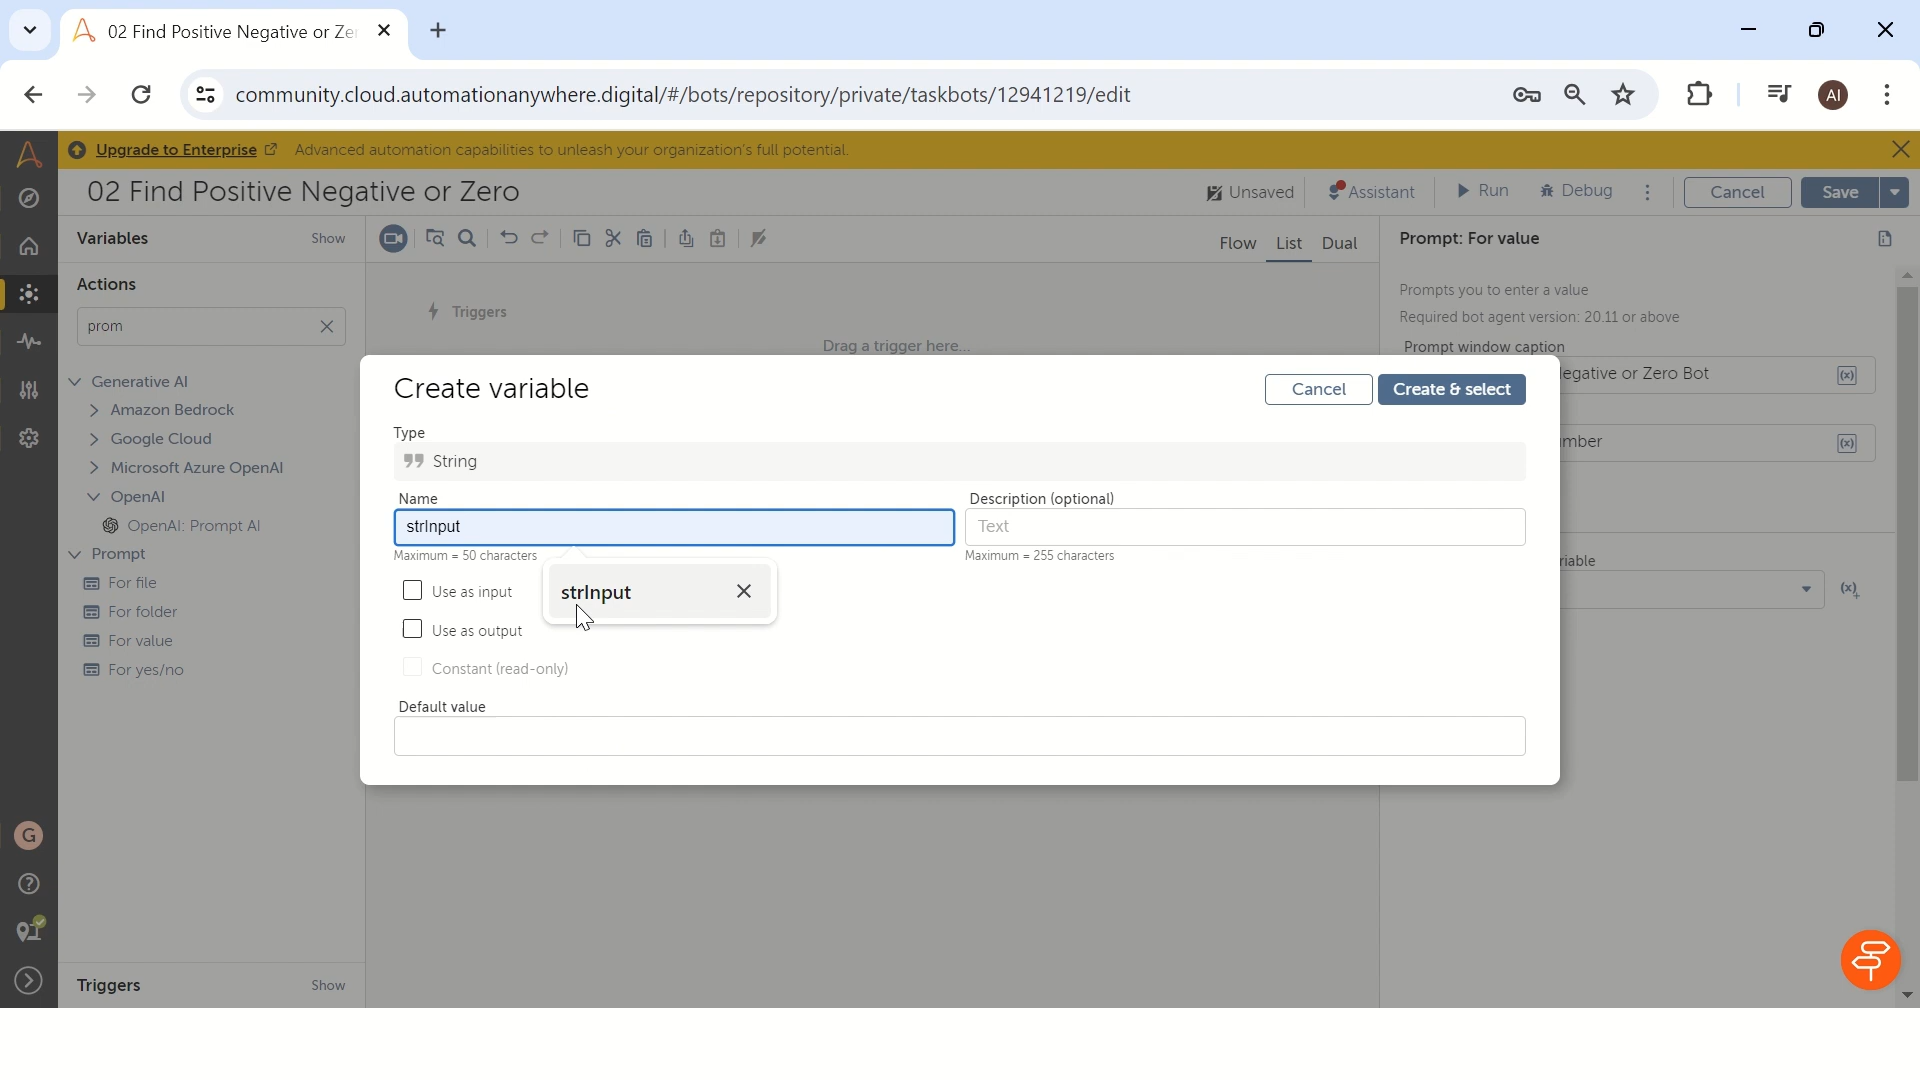 02 Find Positive Negative or Ze
community.cloud.automationanywhere.digital/#/bots/repository/private/taskbots/12941219/edit
AI
Upgrade to Enterprise
Advanced automation capabilities to unleash your organization's full potential.
02 Find Positive Negative or Zero
Unsaved
Assistant
Run
Debug
Cancel
Save
Variables
Show
Flow
List
Dual
Prompt: For value
Actions
prom
Generative AI
Amazon Bedrock
Google Cloud
Microsoft Azure OpenAI
OpenAI
OpenAI: Prompt AI
Prompt
For file
For folder
For value
For yes/no
Triggers
Show
Triggers
Drag a trigger here...
Prompts you to enter a value
Required bot agent version: 20.11 or above
Prompt window caption
legative or Zero Bot
(x)
mber
(x)
riable
(x)+
Create variable
Cancel
Create & select
Type
String
Name
strInput
Maximum = 50 characters
Description (optional)
Text
Maximum = 255 characters
Use as input
strInput
Use as output
Constant (read-only)
Default value
G